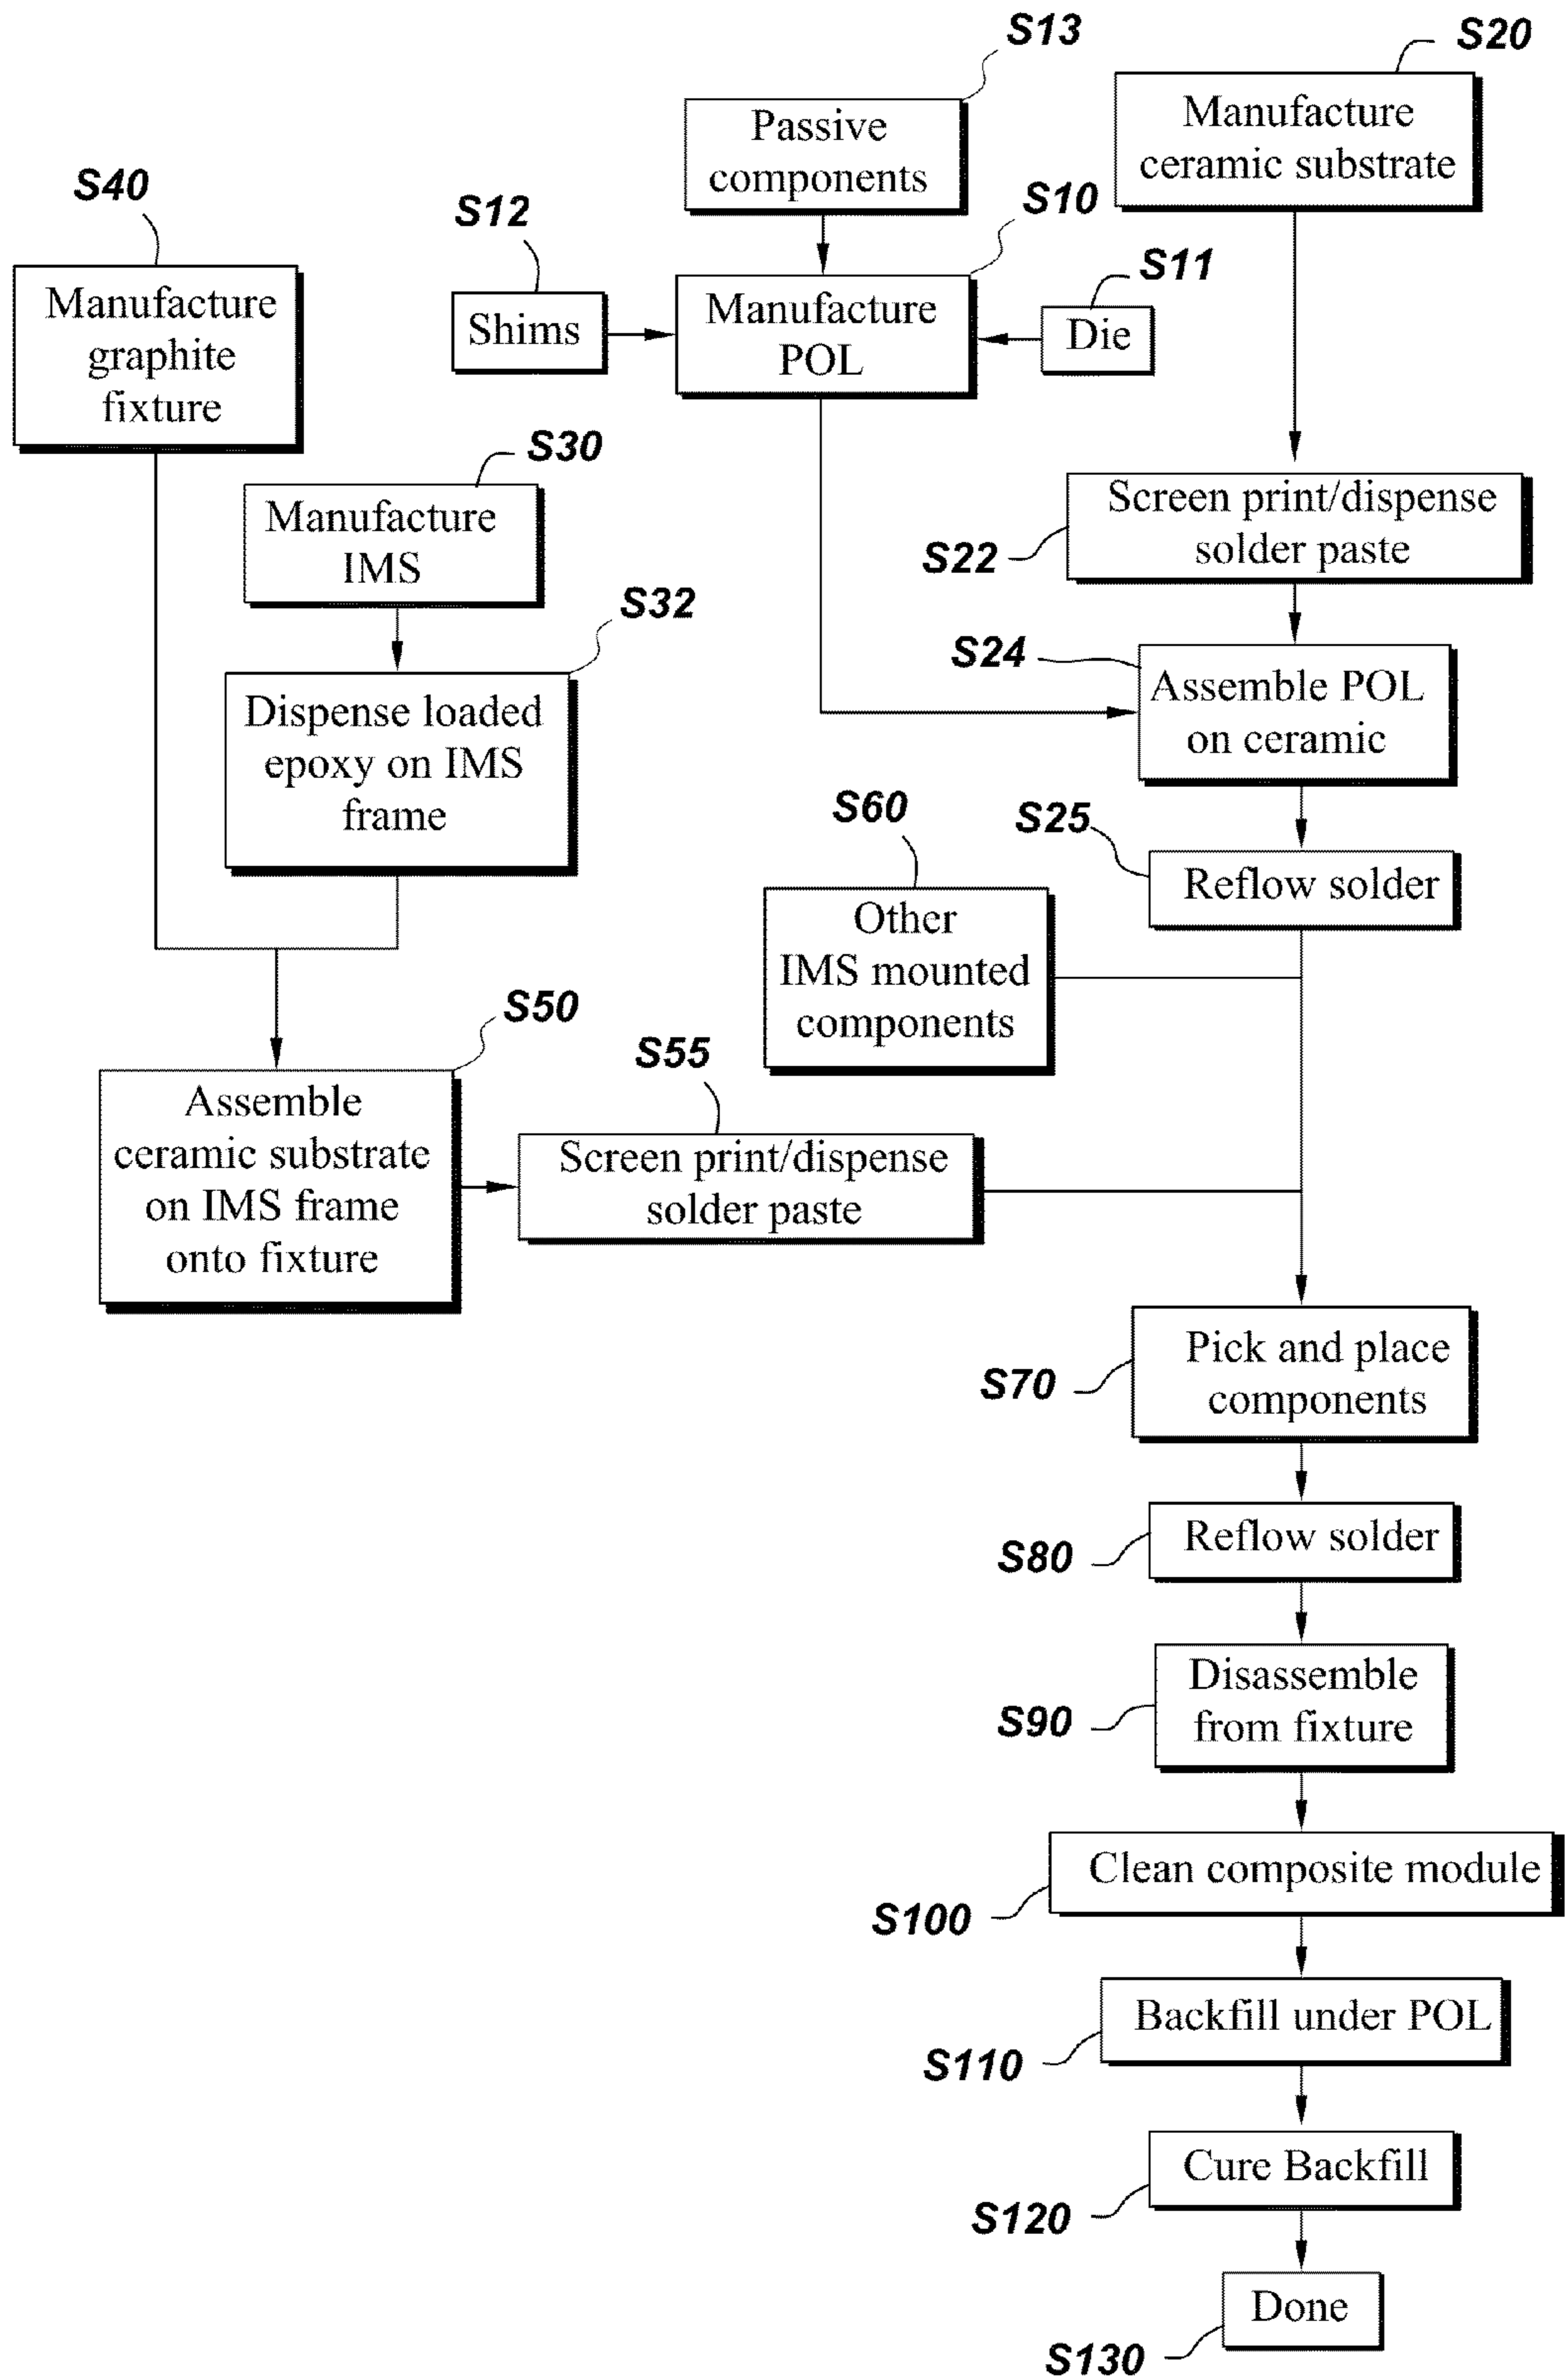 S13
S20
Passive
components
Manufacture
ceramic substrate
S40
S12
S10
S11
Manufacture
graphite
fixture
Shims
Manufacture
POL
Die
S30
Manufacture
IMS
Screen print/dispense
solder paste
S22
S32
Dispense loaded
epoxy on IMS
frame
S24
Assemble POL
on ceramic
S60
S25
Other
IMS mounted
components
Reflow solder
S50
Assemble
ceramic substrate
on IMS frame
onto fixture
S55
Screen print/dispense
solder paste
Pick and place
components
S70
Reflow solder
S80
Disassemble
from fixture
S90
Clean composite module
S100
Backfill under POL
S110
Cure Backfill
S120
Done
S130